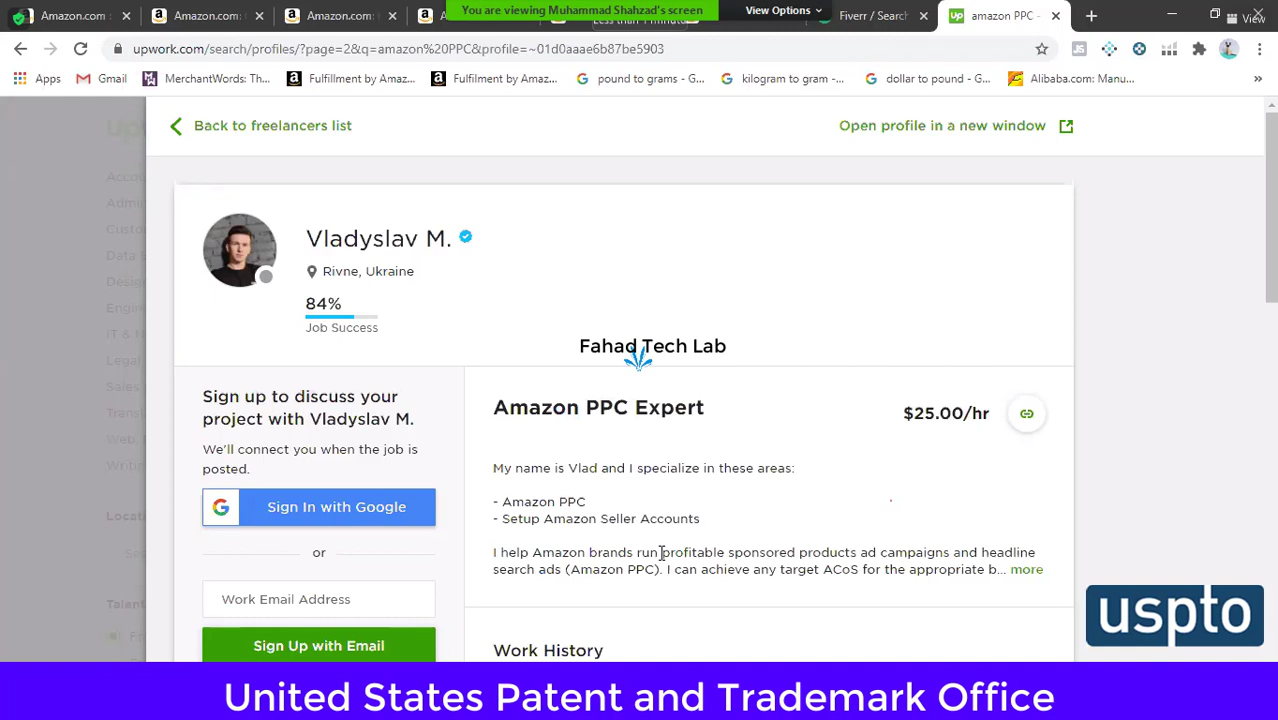 Amazon.com: s
Amazon.com:
Amazon.com:
A
You are viewing Muhammad Shahzad's screen
View Options
Less than 1 minute
Fiverr / Search
Up
amazon PPC -
View
upwork.com/search/profiles/?page=2&q=amazon%20PPC&profile=~01d0aaae6b87be5903
Apps
Gmail
MerchantWords: Th...
Fulfillment by Amaz...
Fulfilment by Amaz...
pound to grams - G...
kilogram to gram -...
dollar to pound - G...
Alibaba.com: Manu...
»
Back to freelancers list
Open profile in a new window
Vladyslav M.
Rivne, Ukraine
84%
Job Success
Fahad Tech Lab
Sign up to discuss your
project with Vladyslav M.
We'll connect you when the job is
posted.
Sign In with Google
or
Work Email Address
Sign Up with Email
Amazon PPC Expert
$25.00/hr
My name is Vlad and I specialize in these areas:
- Amazon PPC
- Setup Amazon Seller Accounts
I help Amazon brands run profitable sponsored products ad campaigns and headline
search ads (Amazon PPC). I can achieve any target ACoS for the appropriate b... more
Work History
uspto
United States Patent and Trademark Office